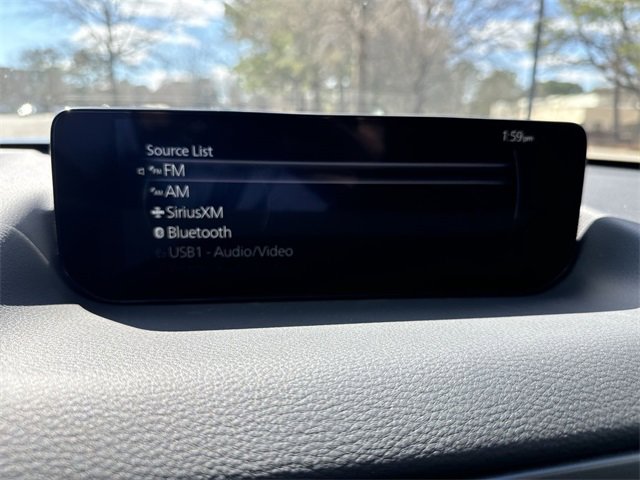 1:59pm
Source List
FM
AM
SiriusXM
Bluetooth
USB1 - Audio/Video